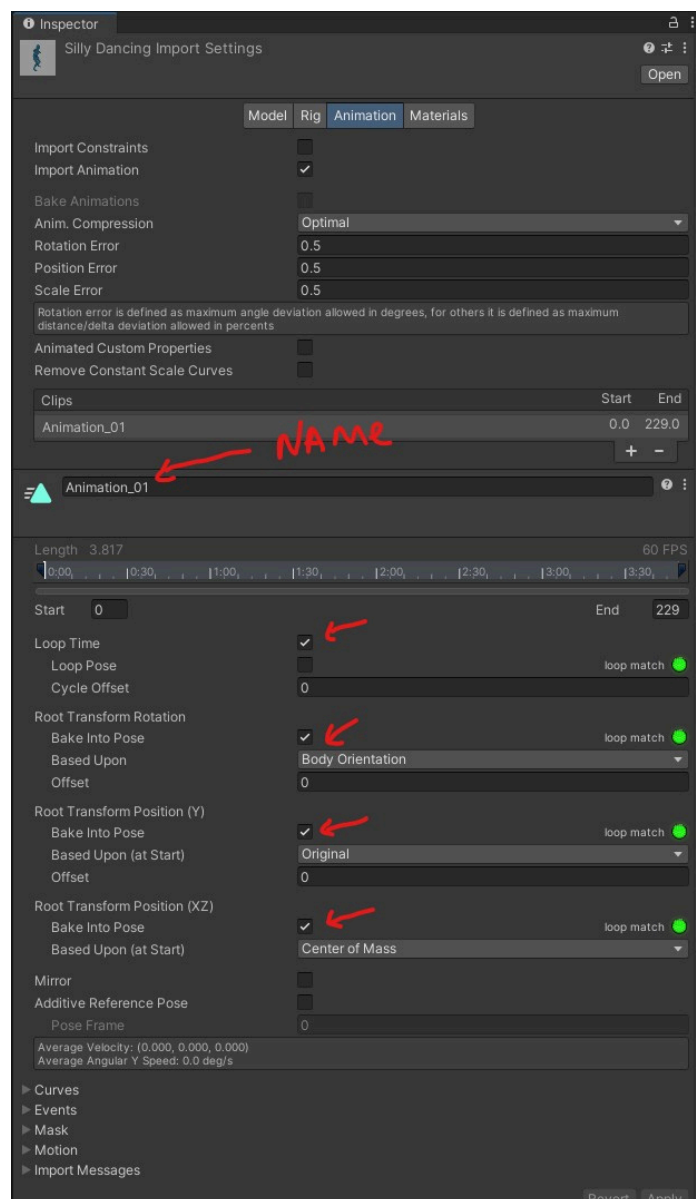 Inspector
Silly Dancing Import Settings
Open
Model Rig Animation Materials
Import Constraints
Import Animation
Bake Animations
Anim. Compression Optimal
Rotation Error 0.5
Position Error 0.5
Scale Error 0.5
Rotation error is defined as maximum angle deviation allowed in degrees, for others it is defined as maximum
distance/delta deviation allowed in percents
Animated Custom Properties
Remove Constant Scale Curves
Clips Start End
Animation_01 0.0 229.0
NAMe
+ -
Animation_01
Length 3.817 60 FPS
0:00 0:30 1:00 1:30 2:00 2:30 3:00 3:30
Start 0 End 229
Loop Time
Loop Pose loop match
Cycle Offset 0
Root Transform Rotation
Bake Into Pose loop match
Based Upon Body Orientation
Offset 0
Root Transform Position (Y)
Bake Into Pose loop match
Based Upon (at Start) Original
Offset 0
Root Transform Position (XZ)
Bake Into Pose loop match
Based Upon (at Start) Center of Mass
Mirror
Additive Reference Pose
Pose Frame 0
Average Velocity: (0.000, 0.000, 0.000)
Average Angular Y Speed: 0.0 deg/s
Curves
Events
Mask
Motion
Import Messages
Revert Apply